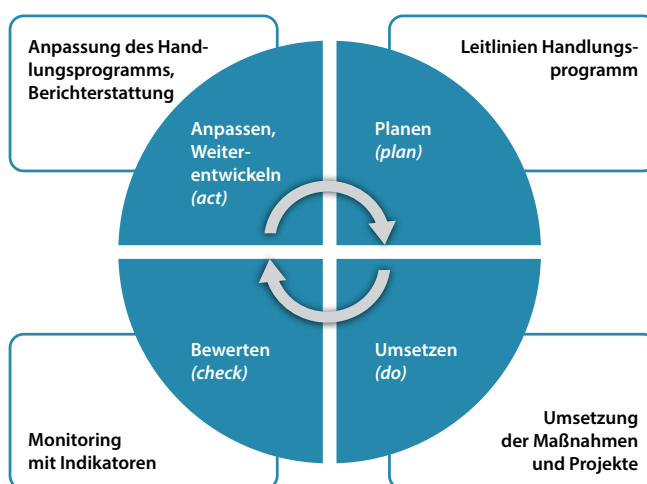 Anpassung des Hand-
lungsprogramms,
Berichterstattung
Leitlinien Handlungs-
programm
Anpassen,
Weiter-
entwickeln
(act)
Planen
(plan)
Bewerten
(check)
Umsetzen
(do)
Monitoring
mit Indikatoren
Umsetzung
der Maßnahmen
und Projekte